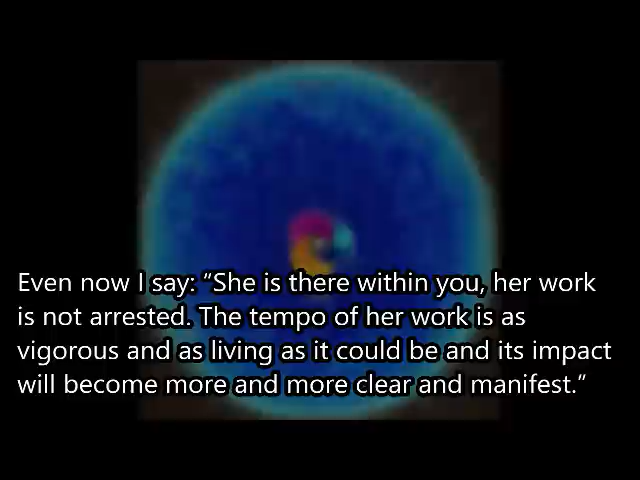 Even now I say: “She is there within you, her work
is not arrested. The tempo of her work is as
vigorous and as living as it could be and its impact
will become more and more clear and manifest.”